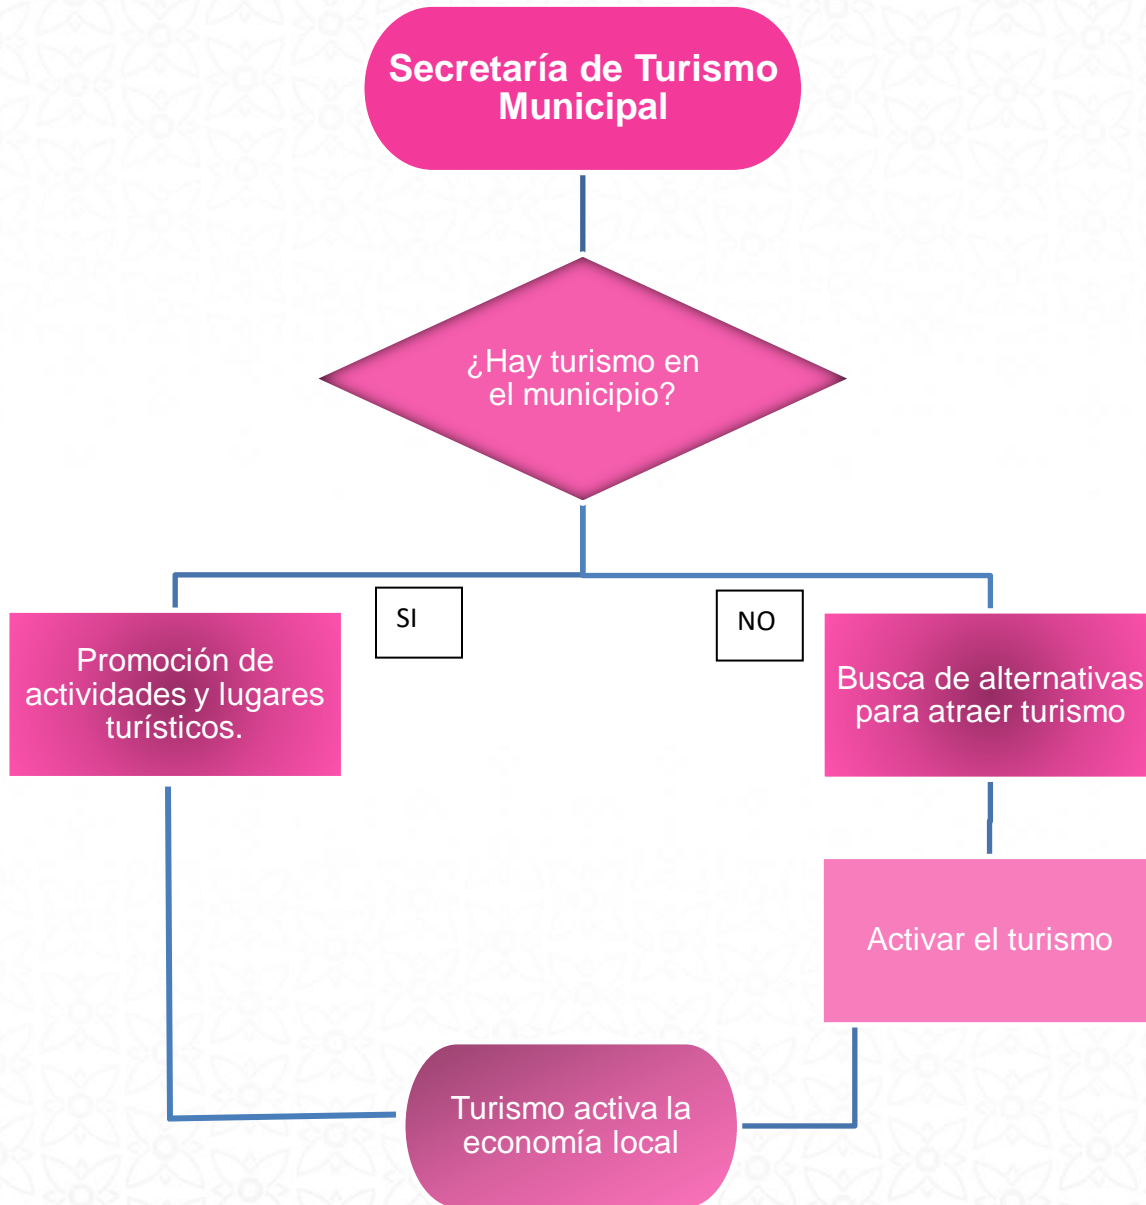 Secretaría de Turismo
Municipal
¿Hay turismo en
el municipio?
SI
NO
Promoción de
actividades y lugares
turísticos.
Busca de alternativas
para atraer turismo
Activar el turismo
Turismo activa la
economía local